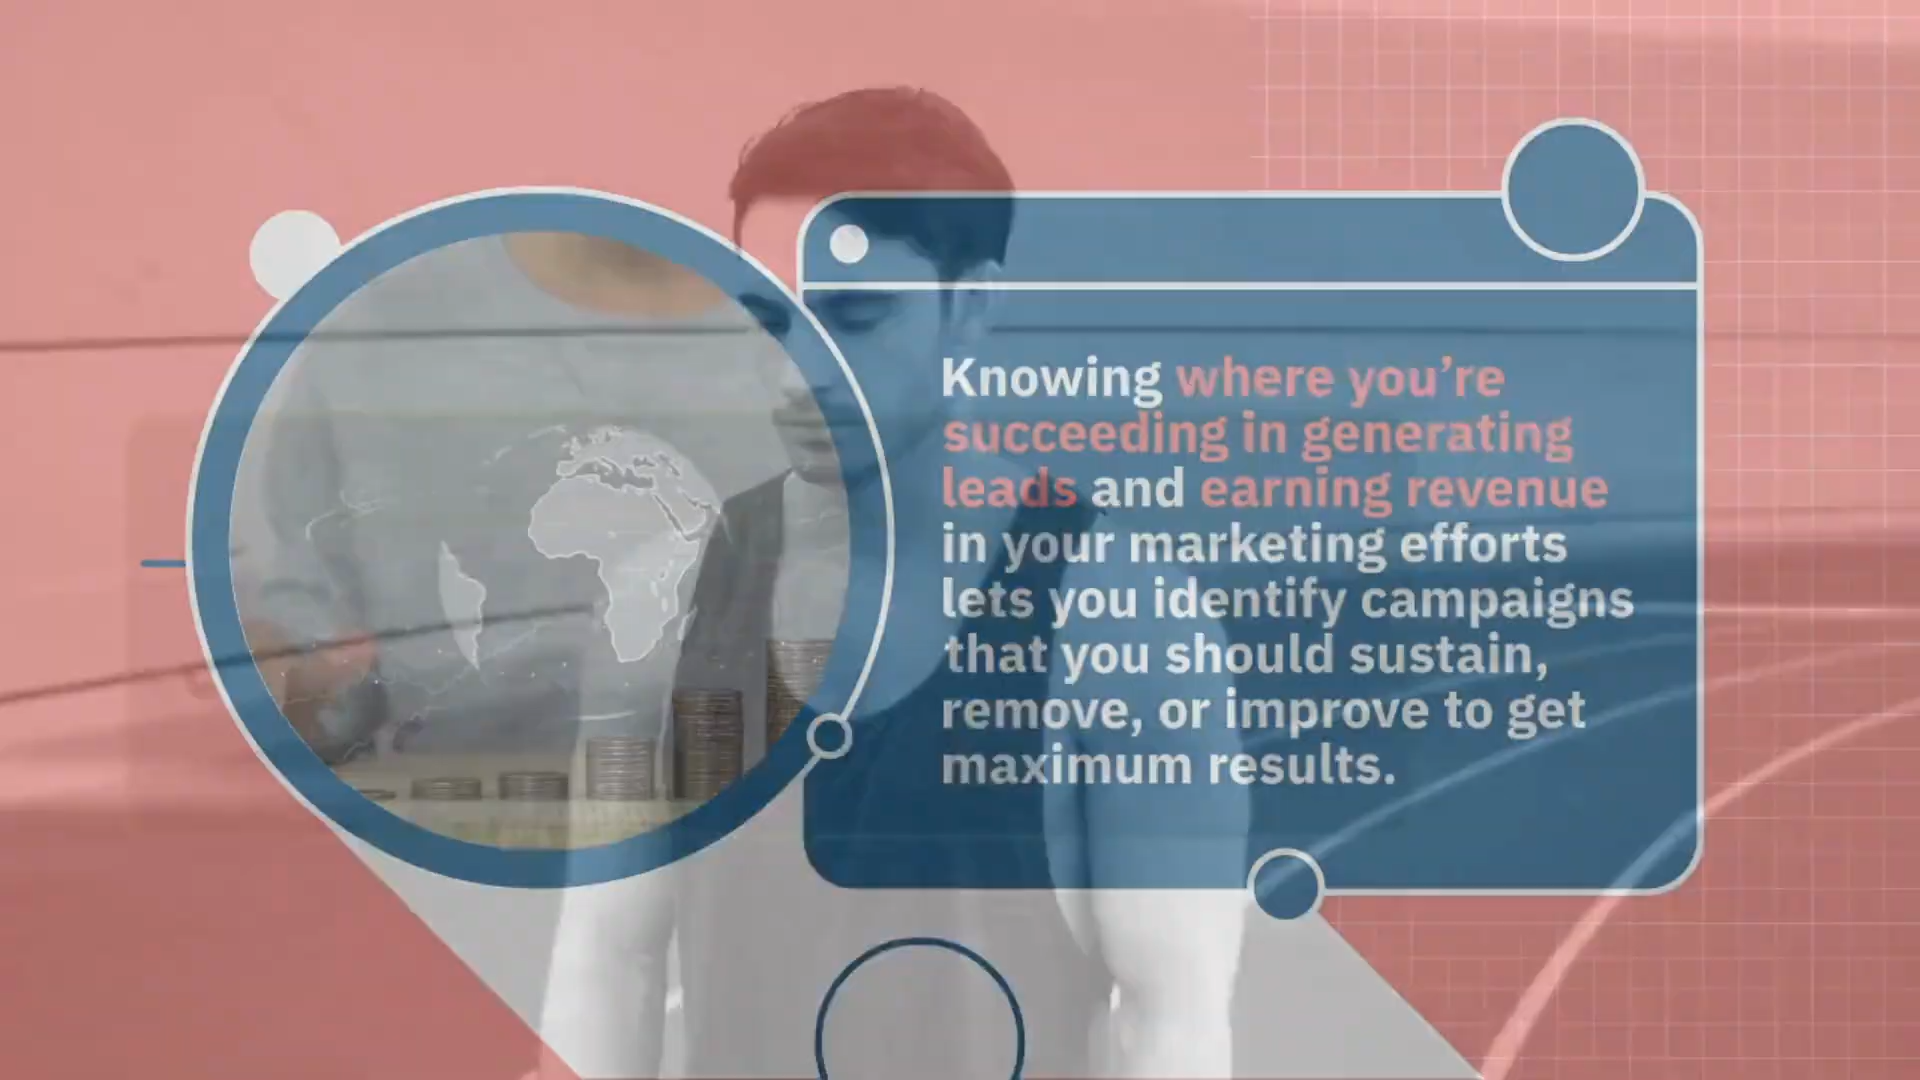 Knowing where you're
succeeding in generating
leads and earning revenue
in your marketing efforts
lets you identify campaigns
that you should sustain,
remove, or improve to get
maximum results.